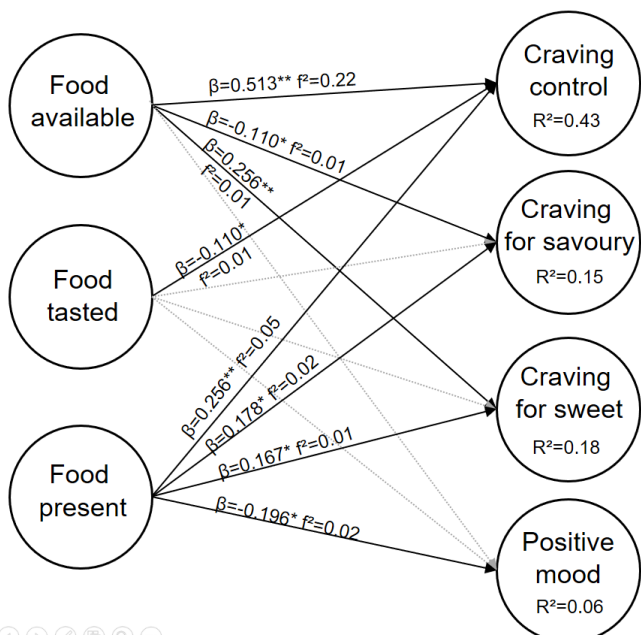 Food
available
Food
tasted
Food
present
β=0.513** f²=0.22
β=-0.110* f²=0.01
β=0.256**
f²=0.01
β=-0.110*
f²=0.01
β=0.256** f²=0.05
β=0.178* f²=0.02
β=0.167* f²=0.01
β=-0.196* f²=0.02
Craving
control
R²=0.43
Craving
for savoury
R²=0.15
Craving
for sweet
R²=0.18
Positive
mood
R²=0.06